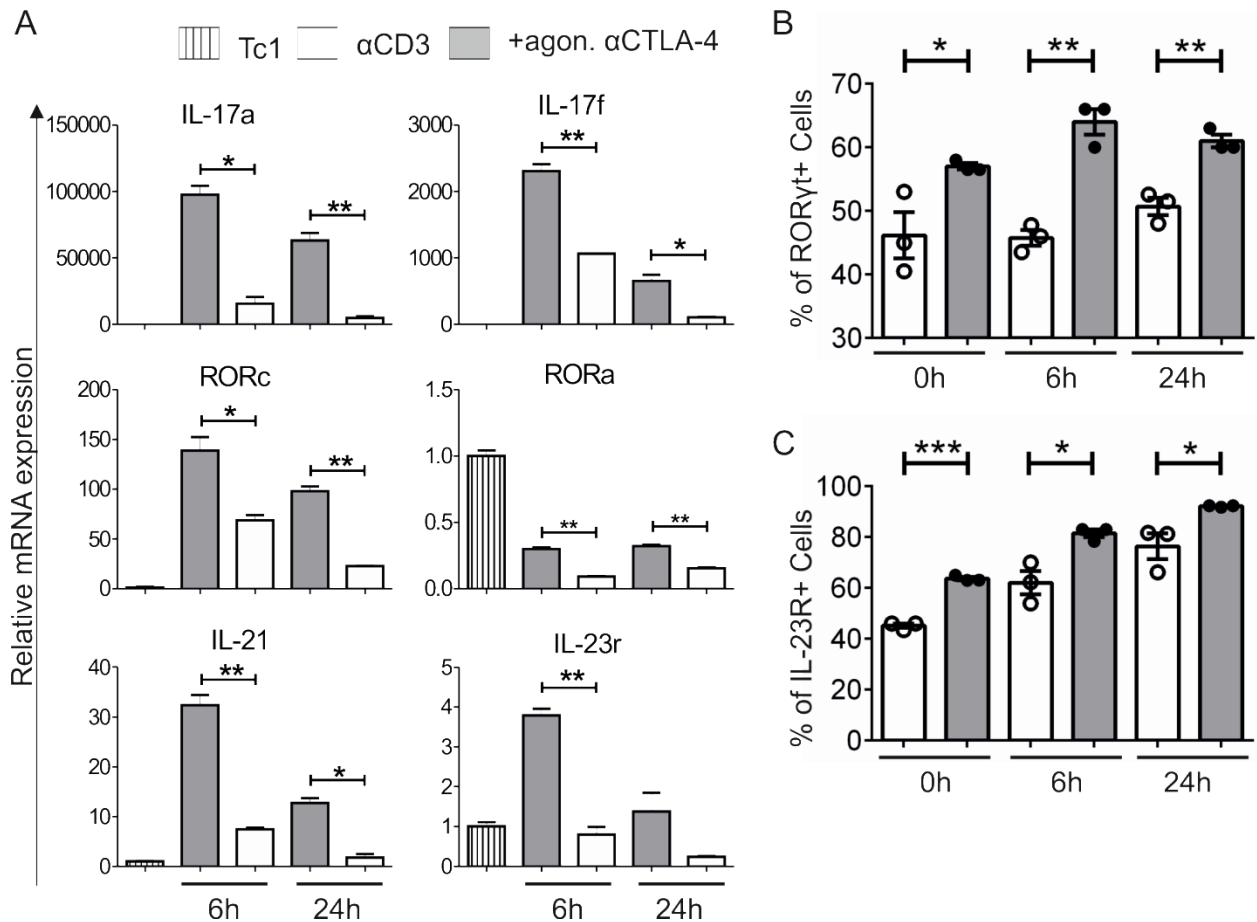 A
Tc1 αCD3 +agon. αCTLA-4
Relative mRNA expression
IL-17a
150000
100000
50000
0
*
**
IL-17f
3000
2000
1000
0
**
*
RORc
200
150
100
50
0
*
**
RORa
1.5
1.0
0.5
0.0
**
**
IL-21
40
30
20
10
0
**
*
6h 24h
IL-23r
5
4
3
2
1
0
**
6h 24h
B
% of RORγt+ Cells
* ** **
70
60
50
40
30
0h 6h 24h
C
% of IL-23R+ Cells
*** * *
100
80
60
40
20
0
0h 6h 24h